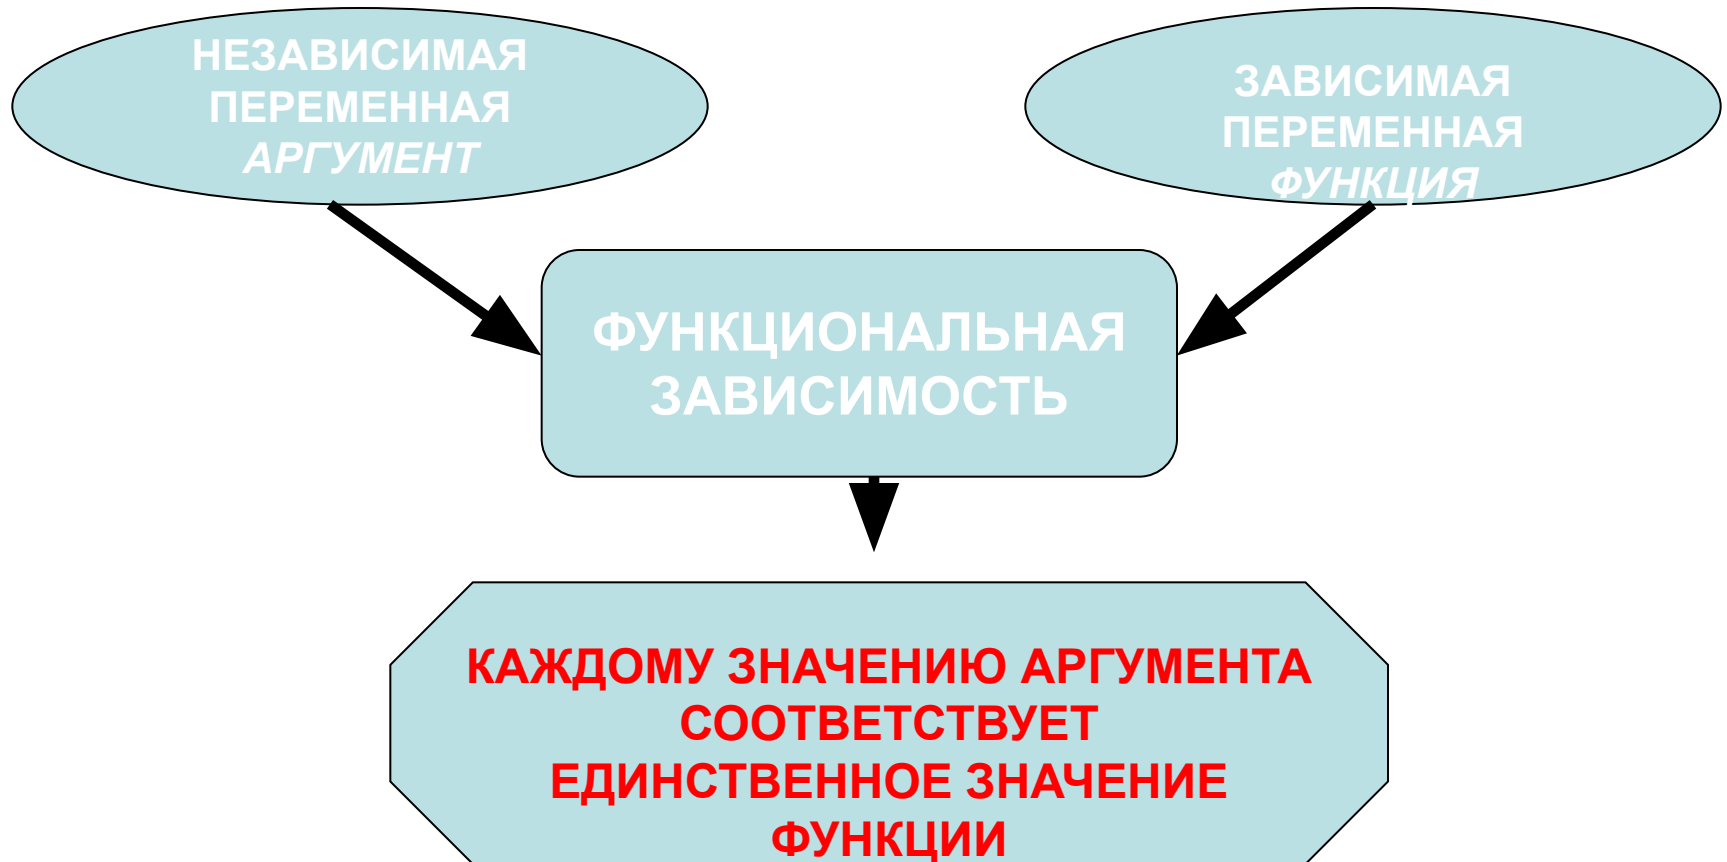 НЕЗАВИСИМАЯ
ПЕРЕМЕННАЯ
АРГУМЕНТ
ЗАВИСИМАЯ
ПЕРЕМЕННАЯ
ФУНКЦИЯ
ФУНКЦИОНАЛЬНАЯ
ЗАВИСИМОСТЬ
КАЖДОМУ ЗНАЧЕНИЮ АРГУМЕНТА
СООТВЕТСТВУЕТ
ЕДИНСТВЕННОЕ ЗНАЧЕНИЕ
ФУНКЦИИ